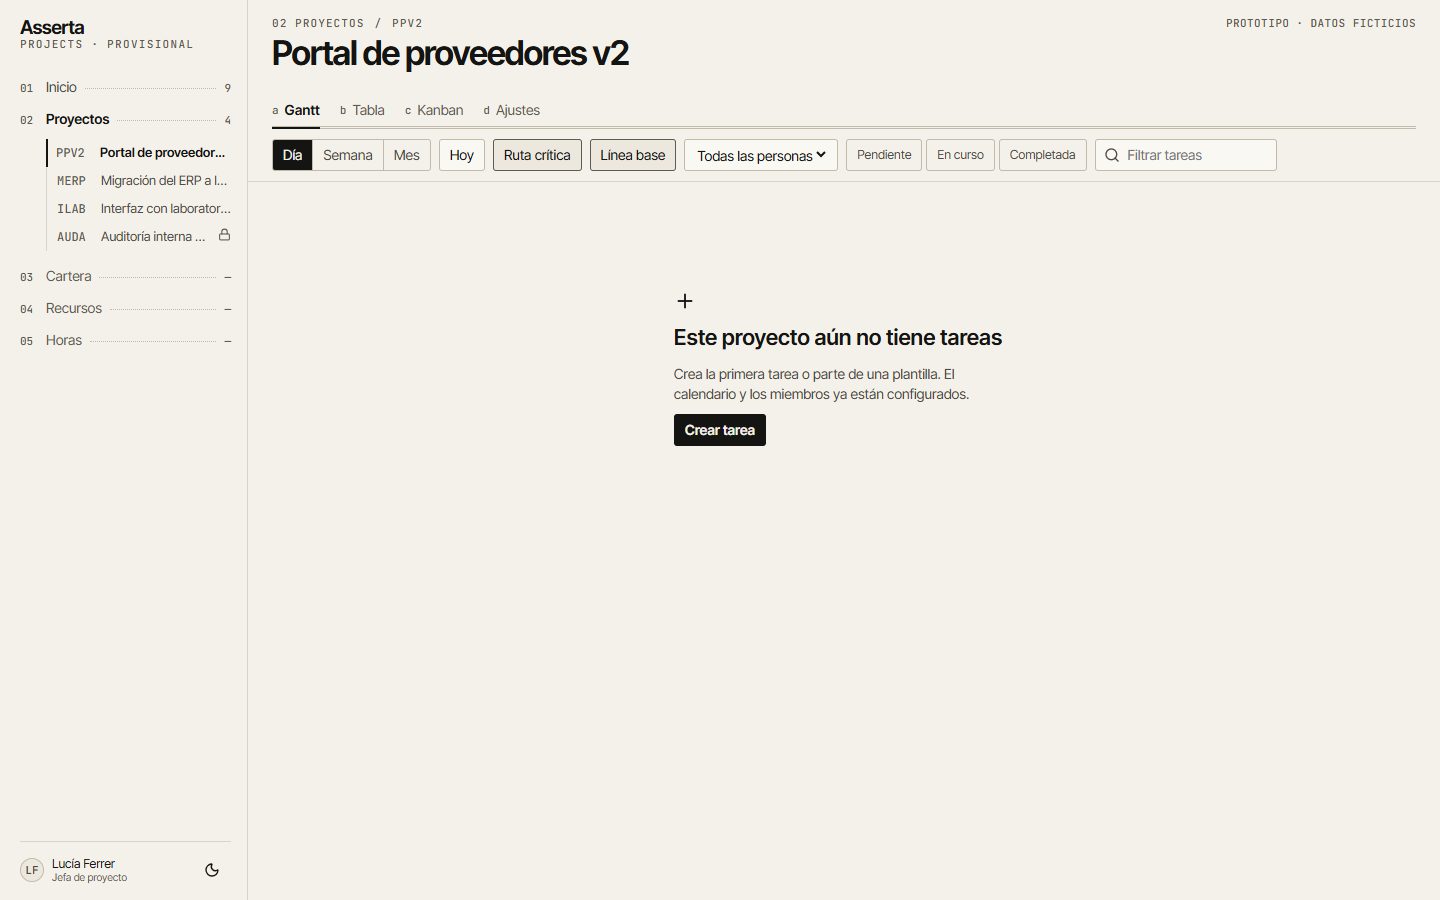 Asserta
PROJECTS · PROVISIONAL
01 Inicio 9
02 Proyectos 4
PPV2 Portal de proveedor...
MERP Migración del ERP a l...
ILAB Interfaz con laborator...
AUDA Auditoría interna ...
03 Cartera –
04 Recursos –
05 Horas –
LF
Lucía Ferrer
Jefa de proyecto
02 PROYECTOS / PPV2
PROTOTIPO · DATOS FICTICIOS
Portal de proveedores v2
a Gantt b Tabla c Kanban d Ajustes
Día Semana Mes Hoy Ruta crítica Línea base Todas las personas Pendiente En curso Completada Filtrar tareas
Este proyecto aún no tiene tareas
Crea la primera tarea o parte de una plantilla. El
calendario y los miembros ya están configurados.
Crear tarea